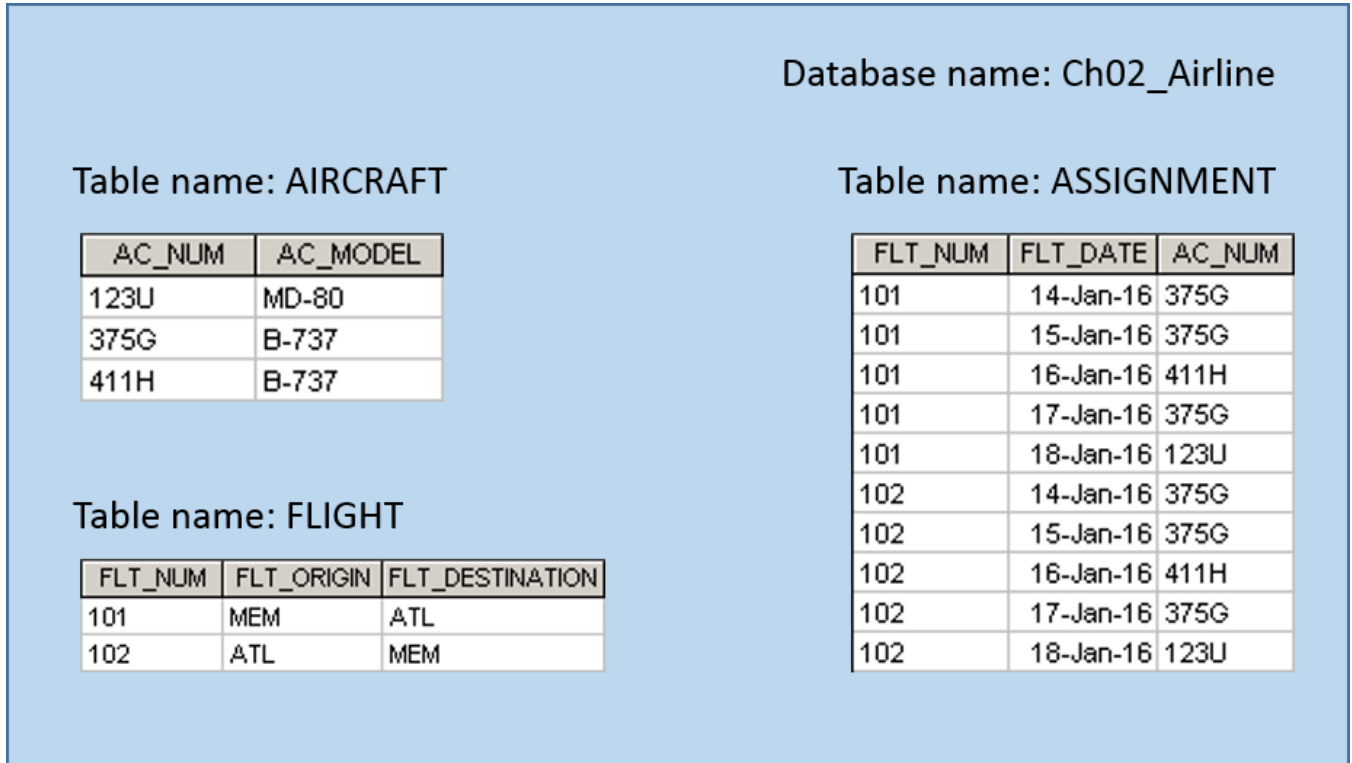 Database name: Ch02_Airline
Table name: AIRCRAFT
AC_NUM AC_MODEL
123U MD-80
375G B-737
411H B-737
Table name: FLIGHT
FLT_NUM FLT_ORIGIN FLT_DESTINATION
101 MEM ATL
102 ATL MEM
Table name: ASSIGNMENT
FLT_NUM FLT_DATE AC_NUM
101 14-Jan-16 375G
101 15-Jan-16 375G
101 16-Jan-16 411H
101 17-Jan-16 375G
101 18-Jan-16 123U
102 14-Jan-16 375G
102 15-Jan-16 375G
102 16-Jan-16 411H
102 17-Jan-16 375G
102 18-Jan-16 123U